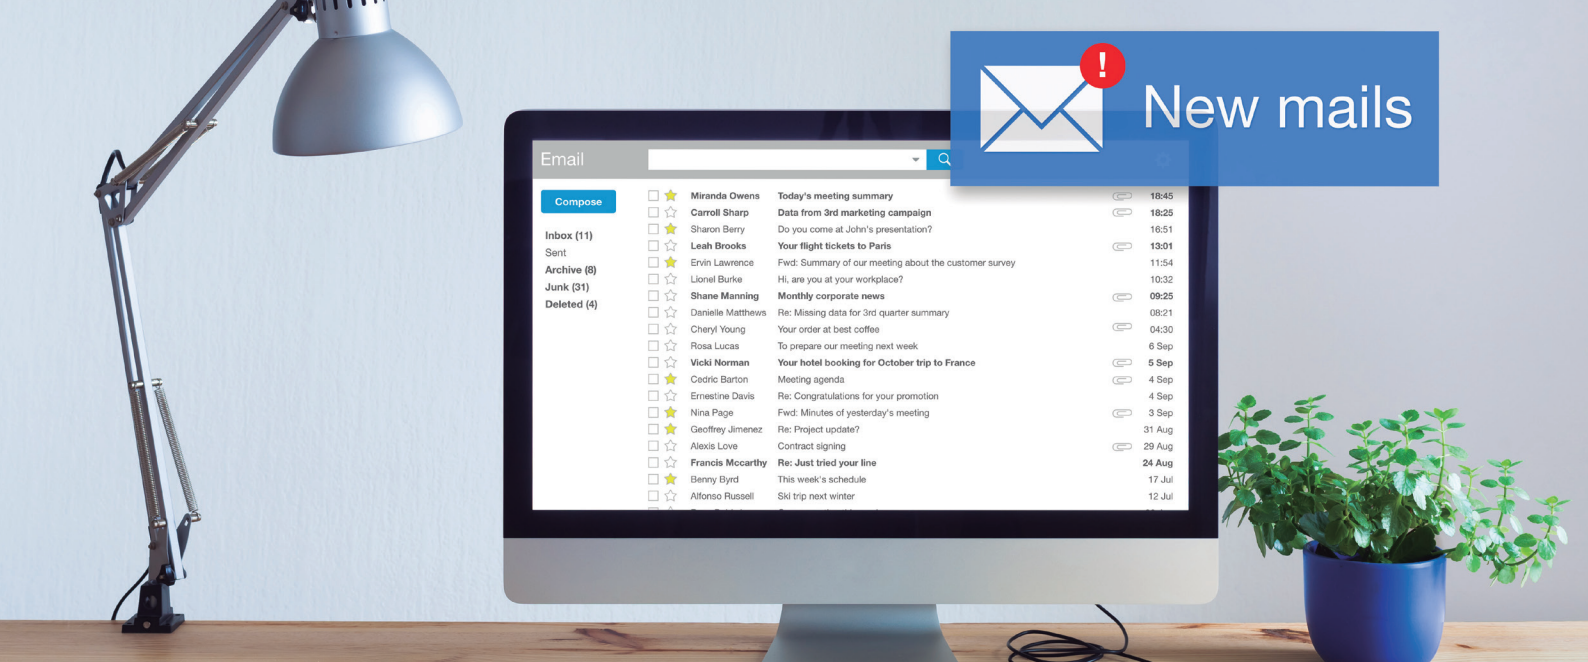 ! New mails
Email
Compose
Inbox (11)
Sent
Archive (8)
Junk (31)
Deleted (4)
Miranda Owens Today's meeting summary 18:45
Carroll Sharp Data from 3rd marketing campaign 18:25
Sharon Berry Do you come at John's presentation? 16:51
Leah Brooks Your flight tickets to Paris 13:01
Ervin Lawrence Fwd: Summary of our meeting about the customer survey 11:54
Lionel Burke Hi, are you at your workplace? 10:32
Shane Manning Monthly corporate news 09:25
Danielle Matthews Re: Missing data for 3rd quarter summary 08:21
Cheryl Young Your order at best coffee 04:30
Rosa Lucas To prepare our meeting next week 6 Sep
Vicki Norman Your hotel booking for October trip to France 5 Sep
Cedric Barton Meeting agenda 4 Sep
Ernestine Davis Re: Congratulations for your promotion 4 Sep
Nina Page Fwd: Minutes of yesterday's meeting 3 Sep
Geoffrey Jimenez Re: Project update? 31 Aug
Alexis Love Contract signing 29 Aug
Francis Mccarthy Re: Just tried your line 24 Aug
Benny Byrd This week's schedule 17 Jul
Alfonso Russell Ski trip next winter 12 Jul